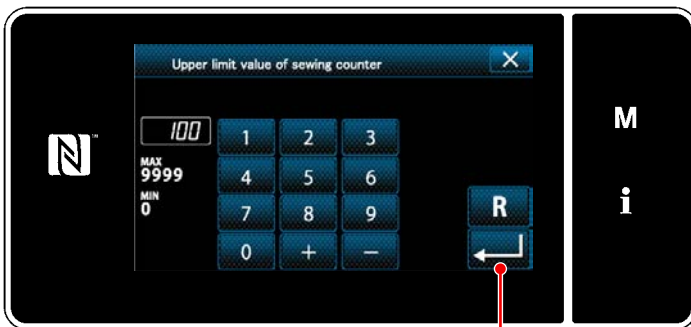 Upper limit value of sewing counter
100
MAX
9999
MIN
0
1 2 3
4 5 6
7 8 9
0 + −
R
M
i
N